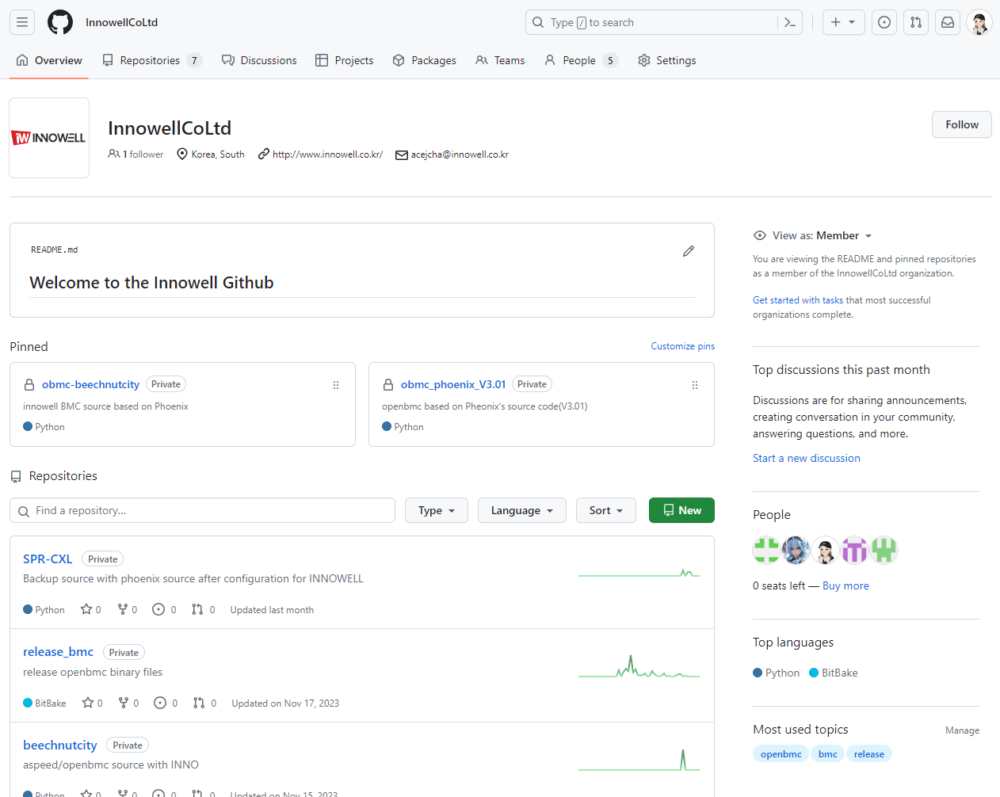 InnowellCoLtd
Type / to search
Overview
Repositories 7
Discussions
Projects
Packages
Teams
People 5
Settings
iW INNOWELL
InnowellCoLtd
1 follower
Korea, South
http://www.innowell.co.kr/
acejcha@innowell.co.kr
Follow
README.md
Welcome to the Innowell Github
Pinned
Customize pins
obmc-beechnutcity Private
innowell BMC source based on Phoenix
Python
obmc_phoenix_V3.01 Private
openbmc based on Pheonix's source code(V3.01)
Python
Repositories
Find a repository...
Type
Language
Sort
New
SPR-CXL Private
Backup source with phoenix source after configuration for INNOWELL
Python 0 0 0 0 Updated last month
release_bmc Private
release openbmc binary files
BitBake 0 0 0 0 Updated on Nov 17, 2023
beechnutcity Private
aspeed/openbmc source with INNO
Python 0 0 0 0 Updated on Nov 15, 2023
View as: Member
You are viewing the README and pinned repositories
as a member of the InnowellCoLtd organization.
Get started with tasks that most successful
organizations complete.
Top discussions this past month
Discussions are for sharing announcements,
creating conversation in your community,
answering questions, and more.
Start a new discussion
People
0 seats left — Buy more
Top languages
Python
BitBake
Most used topics
Manage
openbmc
bmc
release